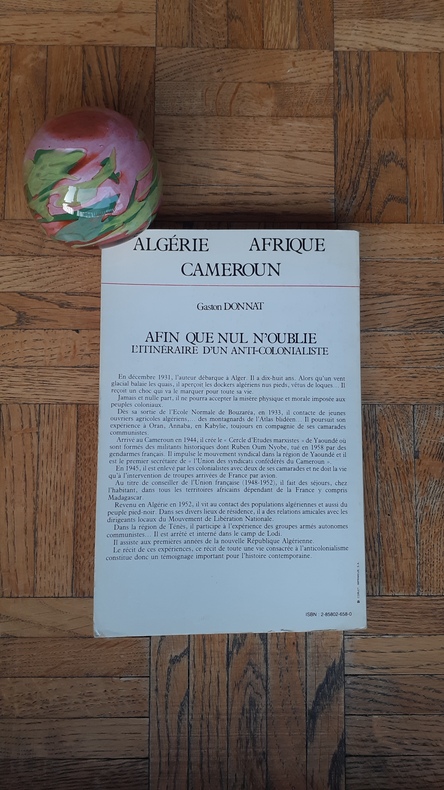 ALGÉRIE AFRIQUE
CAMEROUN
Gaston DONNAT
AFIN QUE NUL N'OUBLIE
L'ITINÉRAIRE D'UN ANTI-COLONIALISTE
En décembre 1931, l'auteur débarque à Alger. Il a dix-huit ans. Alors qu'un vent
glacial balaie les quais, il aperçoit les dockers algériens nus pieds, vêtus de loques... Il
reçoit un choc qui va le marquer pour toute sa vie.
Jamais et nulle part, il ne pourra accepter la misère physique et morale imposée aux
peuples coloniaux.
Dès sa sortie de l'Ecole Normale de Bouzaréa, en 1933, il contacte de jeunes
ouvriers agricoles algériens,... des montagnards de l'Atlas blidéen... Il poursuit son
expérience à Oran, Annaba, en Kabylie, toujours en compagnie de ses camarades
communistes.
Arrivé au Cameroun en 1944, il crée le « Cercle d'Etudes marxistes » de Yaoundé où
sont formés des militants historiques dont Ruben Oum Nyobe, tué en 1958 par des
gendarmes français. Il impulse le mouvement syndical dans la région de Yaoundé et il
est le premier secrétaire de « l'Union des syndicats confédérés du Cameroun ».
En 1945, il est enlevé par les colonialistes avec deux de ses camarades et ne doit la vie
qu'à l'intervention de troupes arrivées de France par avion.
Au titre de conseiller de l'Union française (1948-1952), il fait des séjours, chez
l'habitant, dans tous les territoires africains dépendant de la France y compris
Madagascar.
Revenu en Algérie en 1952, il vit au contact des populations algériennes et aussi du
peuple pied-noir. Dans ses divers lieux de résidence, il a des relations amicales avec les
dirigeants locaux du Mouvement de Libération Nationale.
Dans la région de Ténès, il participe à l'expérience des groupes armés autonomes
communistes... Il est arrêté et interné dans le camp de Lodi.
Il assiste aux premières années de la nouvelle République Algérienne.
Le récit de ces expériences, ce récit de toute une vie consacrée à l'anticolonialisme
constitue donc un témoignage important pour l'histoire contemporaine.
ISBN : 2-85802-658-0